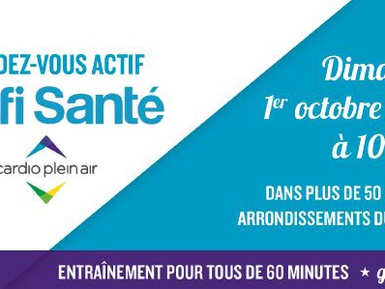 DEZ-VOUS ACTIF
fi Santé
cardio plein air
Dima
1er octobre
à 10
DANS PLUS DE 50
ARRONDISSEMENTS DU
ENTRAÎNEMENT POUR TOUS DE 60 MINUTES ★ g